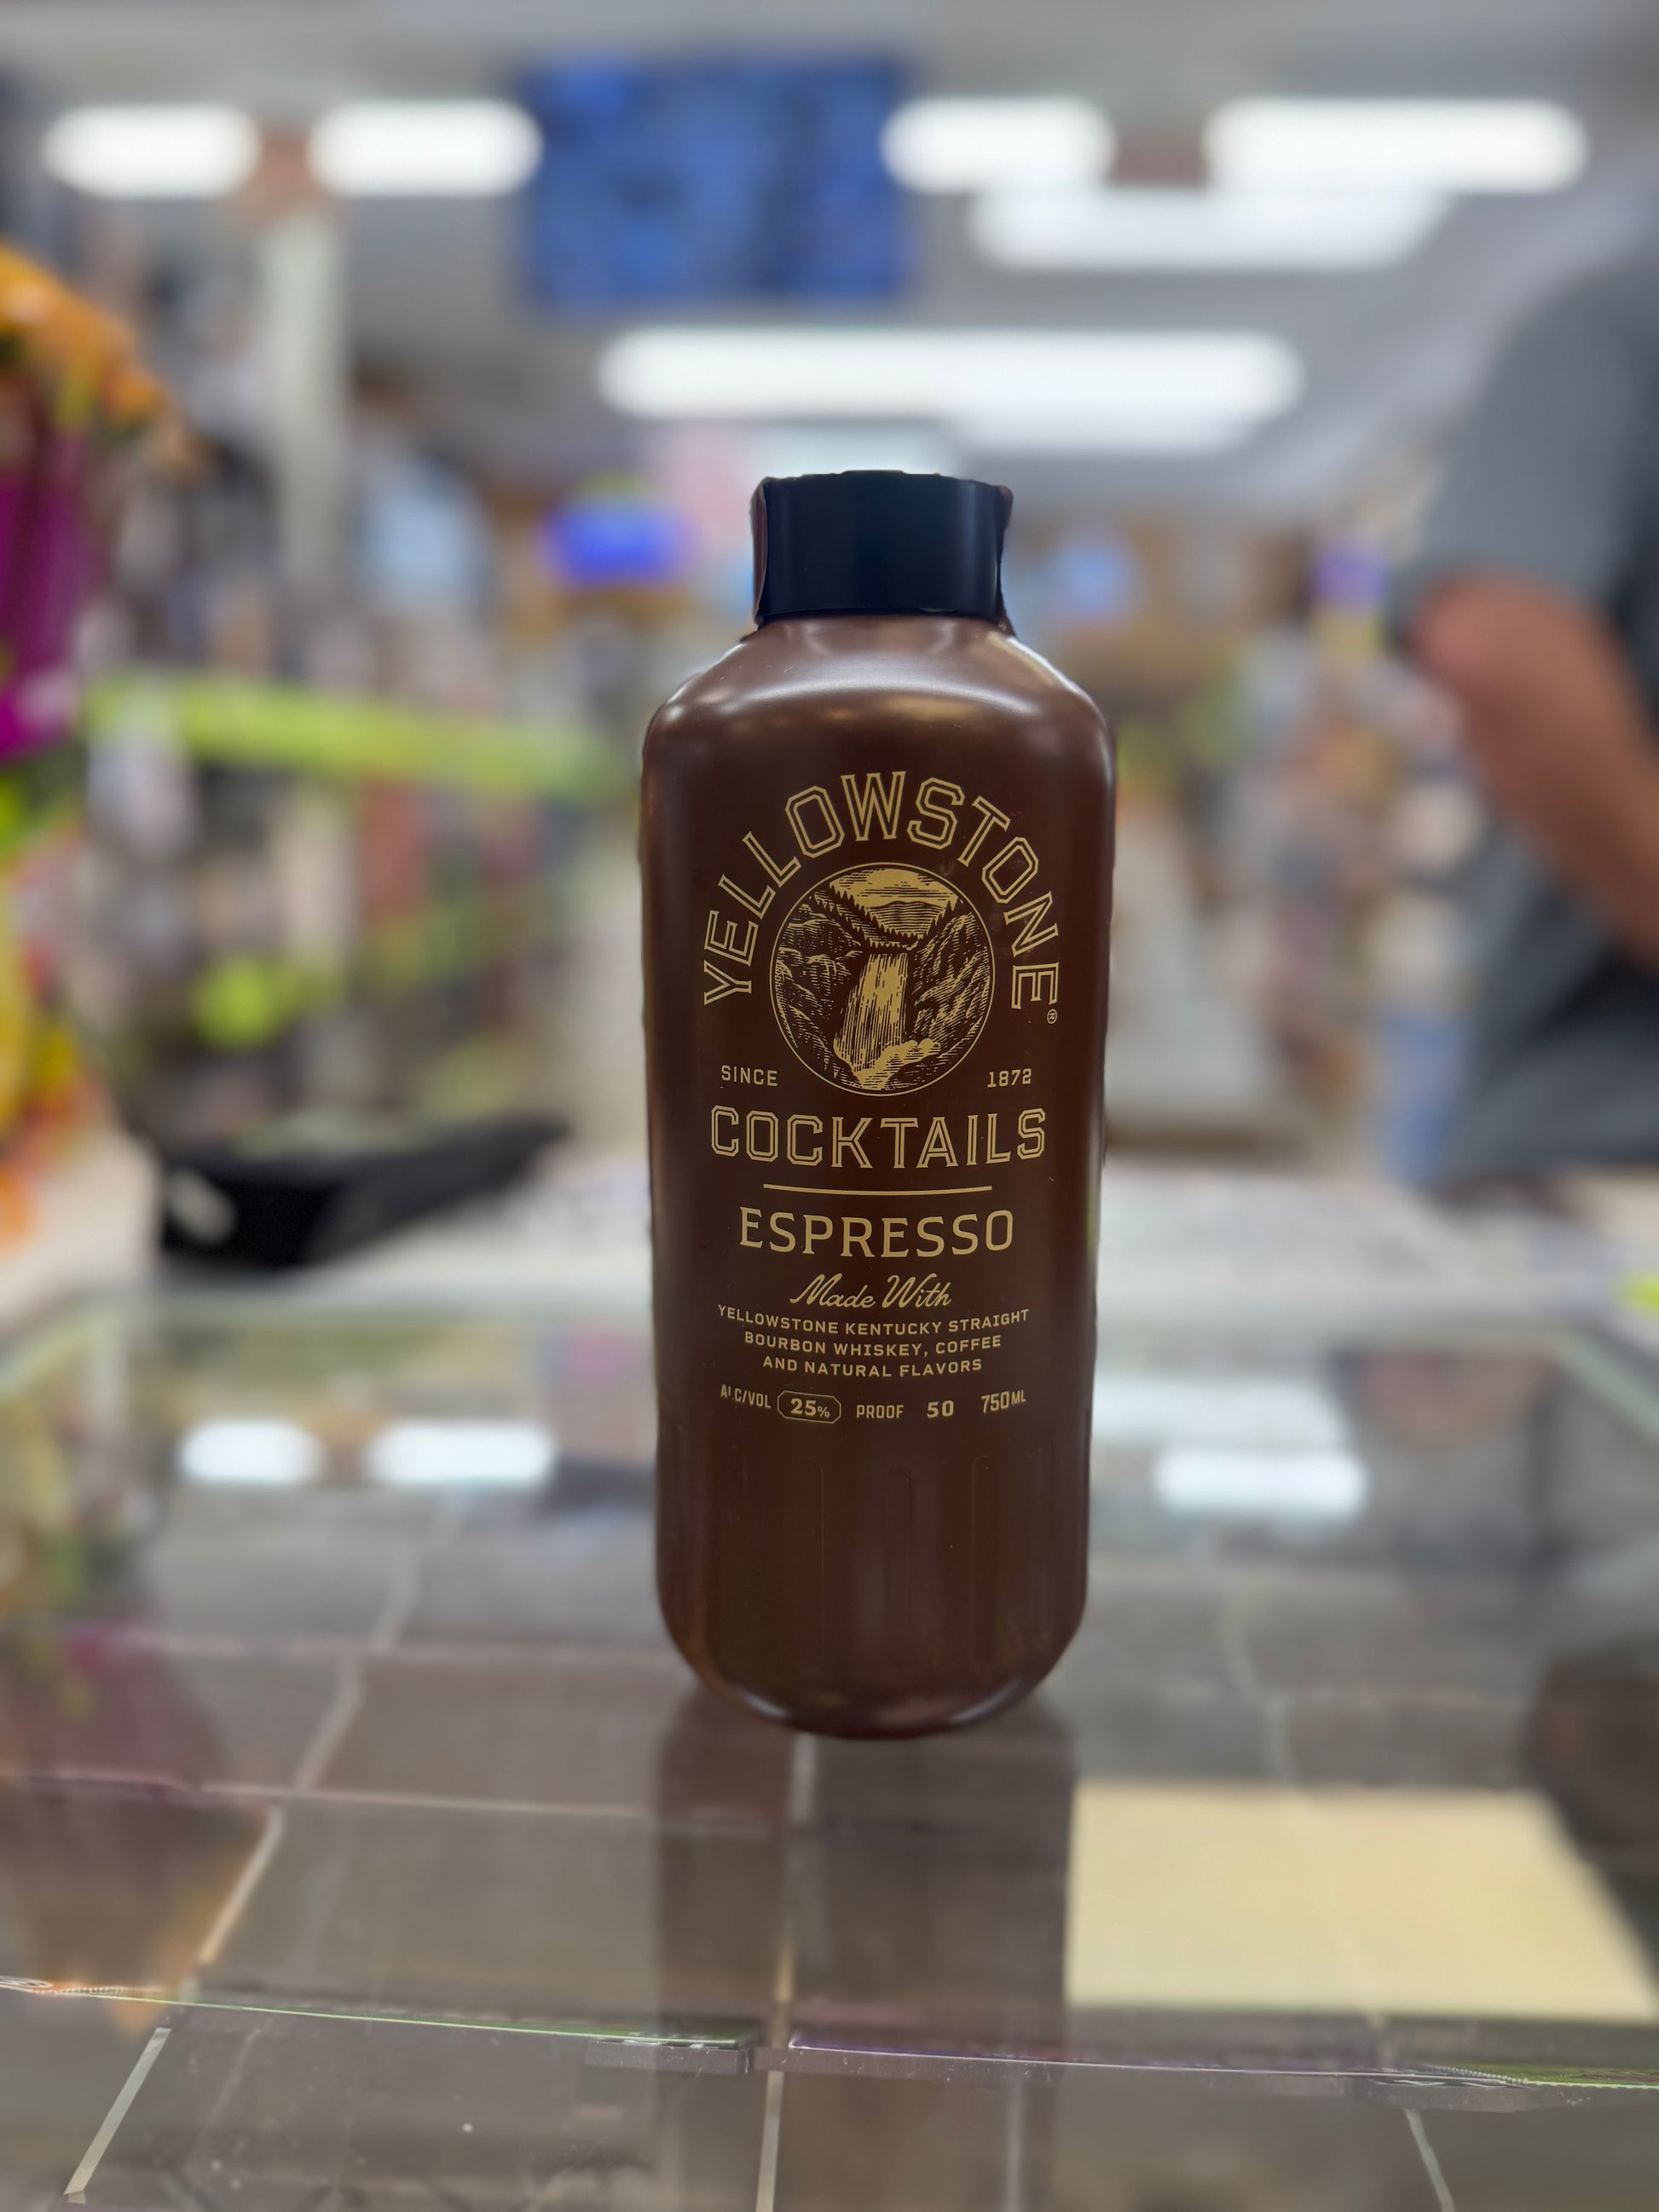 YELLOWSTONE®
SINCE 1872
COCKTAILS
ESPRESSO
Made With
YELLOWSTONE KENTUCKY STRAIGHT
BOURBON WHISKEY, COFFEE
AND NATURAL FLAVORS
ALC/VOL 25% PROOF 50 750ML